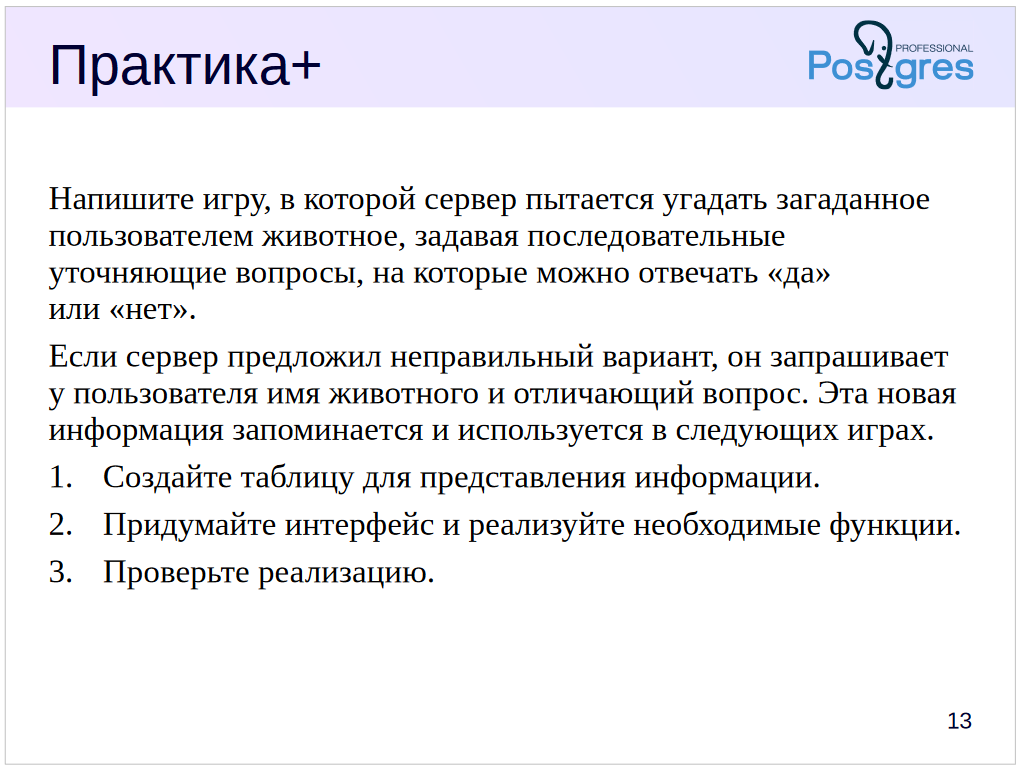 Практика+
PROFESSIONAL
Postgres
Напишите игру, в которой сервер пытается угадать загаданное
пользователем животное, задавая последовательные
уточняющие вопросы, на которые можно отвечать «да»
или «нет».
Если сервер предложил неправильный вариант, он запрашивает
у пользователя имя животного и отличающий вопрос. Эта новая
информация запоминается и используется в следующих играх.
1. Создайте таблицу для представления информации.
2. Придумайте интерфейс и реализуйте необходимые функции.
3. Проверьте реализацию.
13